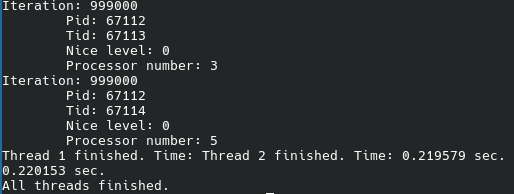 Iteration: 999000
        Pid: 67112
        Tid: 67113
        Nice level: 0
        Processor number: 3
Iteration: 999000
        Pid: 67112
        Tid: 67114
        Nice level: 0
        Processor number: 5
Thread 1 finished. Time: Thread 2 finished. Time: 0.219579 sec.
0.220153 sec.
All threads finished.